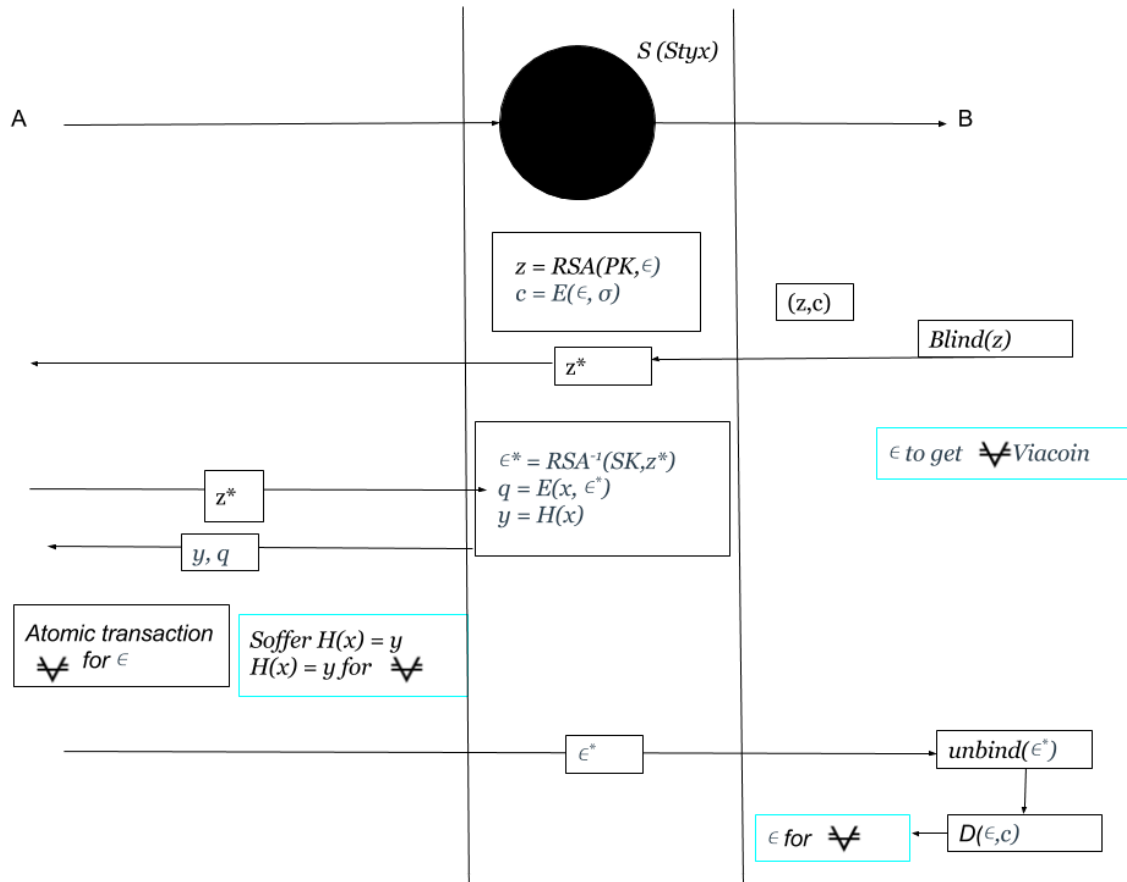 S (Styx)
A
B
z = RSA(PK,ϵ)
c = E(ϵ, σ)
(z,c)
Blind(z)
z*
ϵ* = RSA⁻¹(SK,z*)
q = E(x, ϵ*)
y = H(x)
ϵ to get Viacoin
z*
y, q
Atomic transaction
for ϵ
Soffer H(x) = y
H(x) = y for
ϵ*
unbind(ϵ*)
ϵ for
D(ϵ,c)